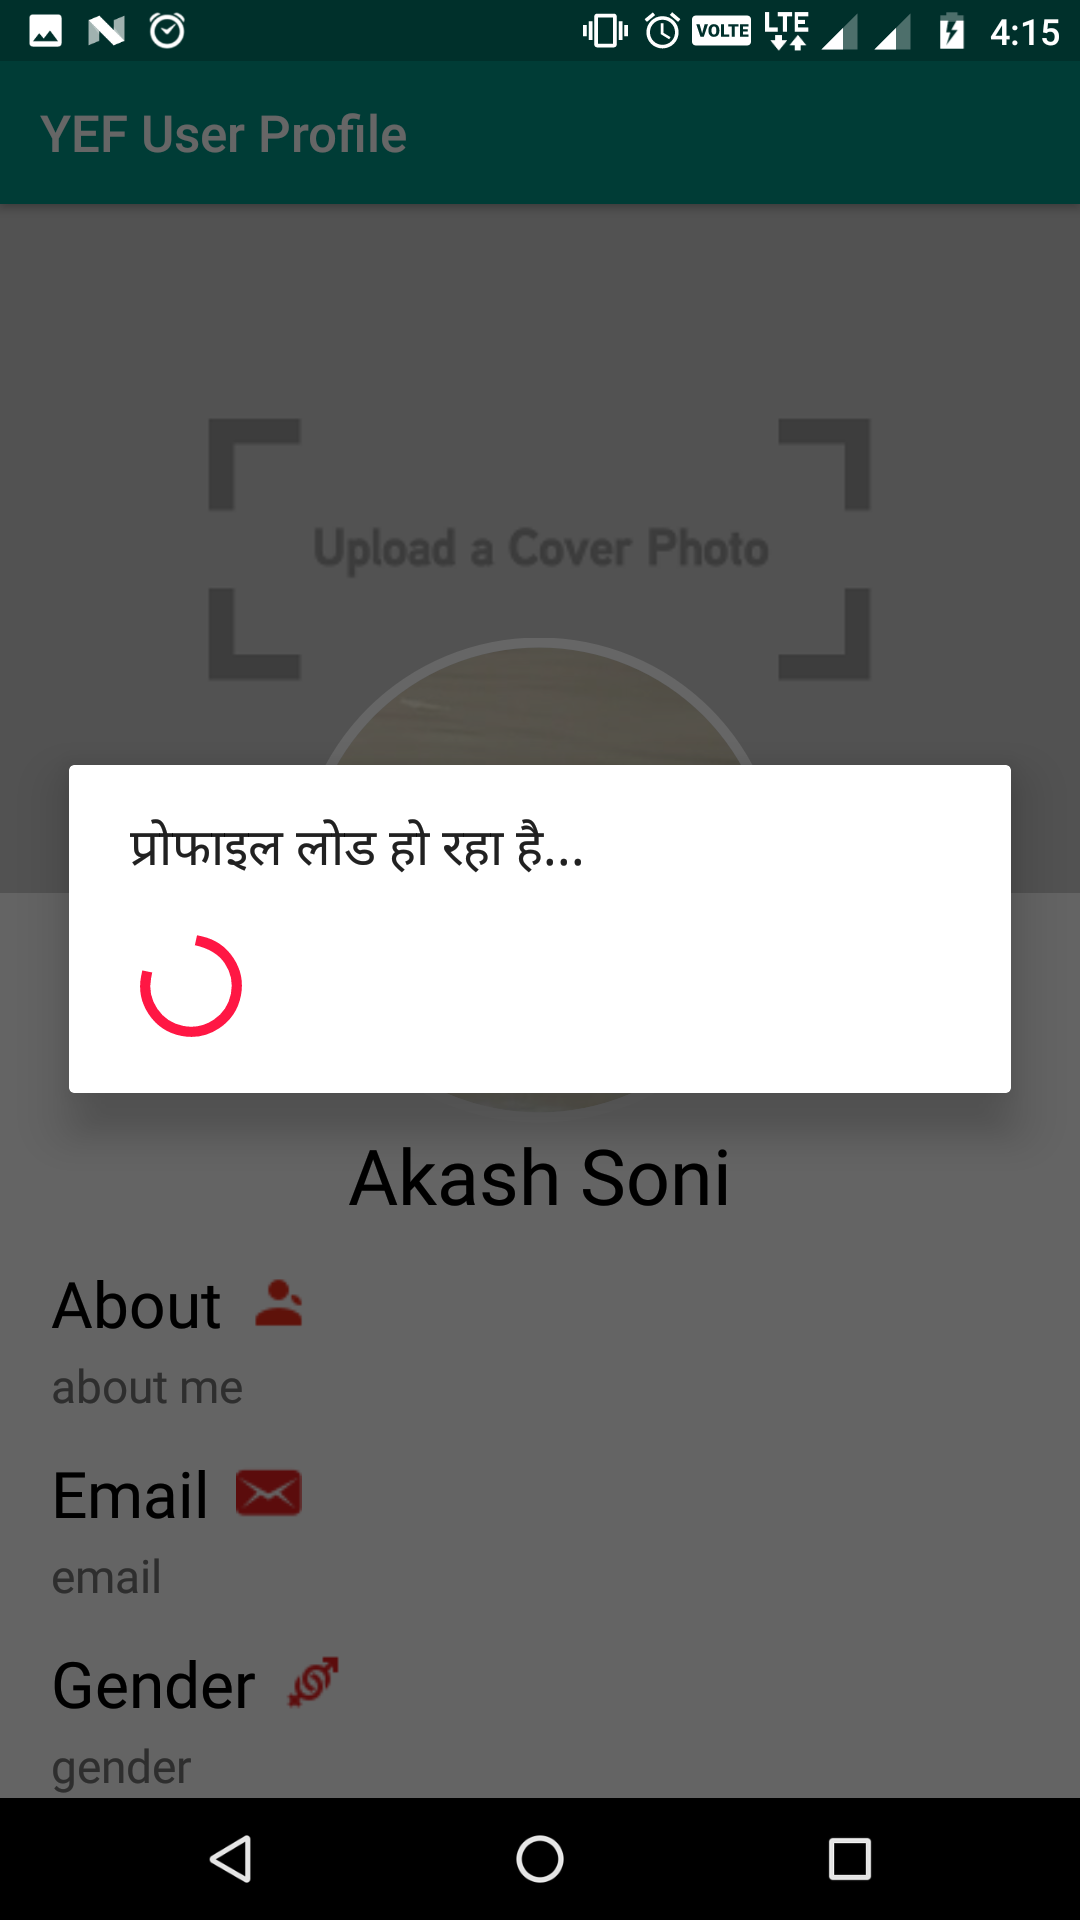 VOLTE LTE 4:15
YEF User Profile
Upload a Cover Photo
प्रोफाइल लोड हो रहा है...
Akash Soni
About
about me
Email
email
Gender
gender